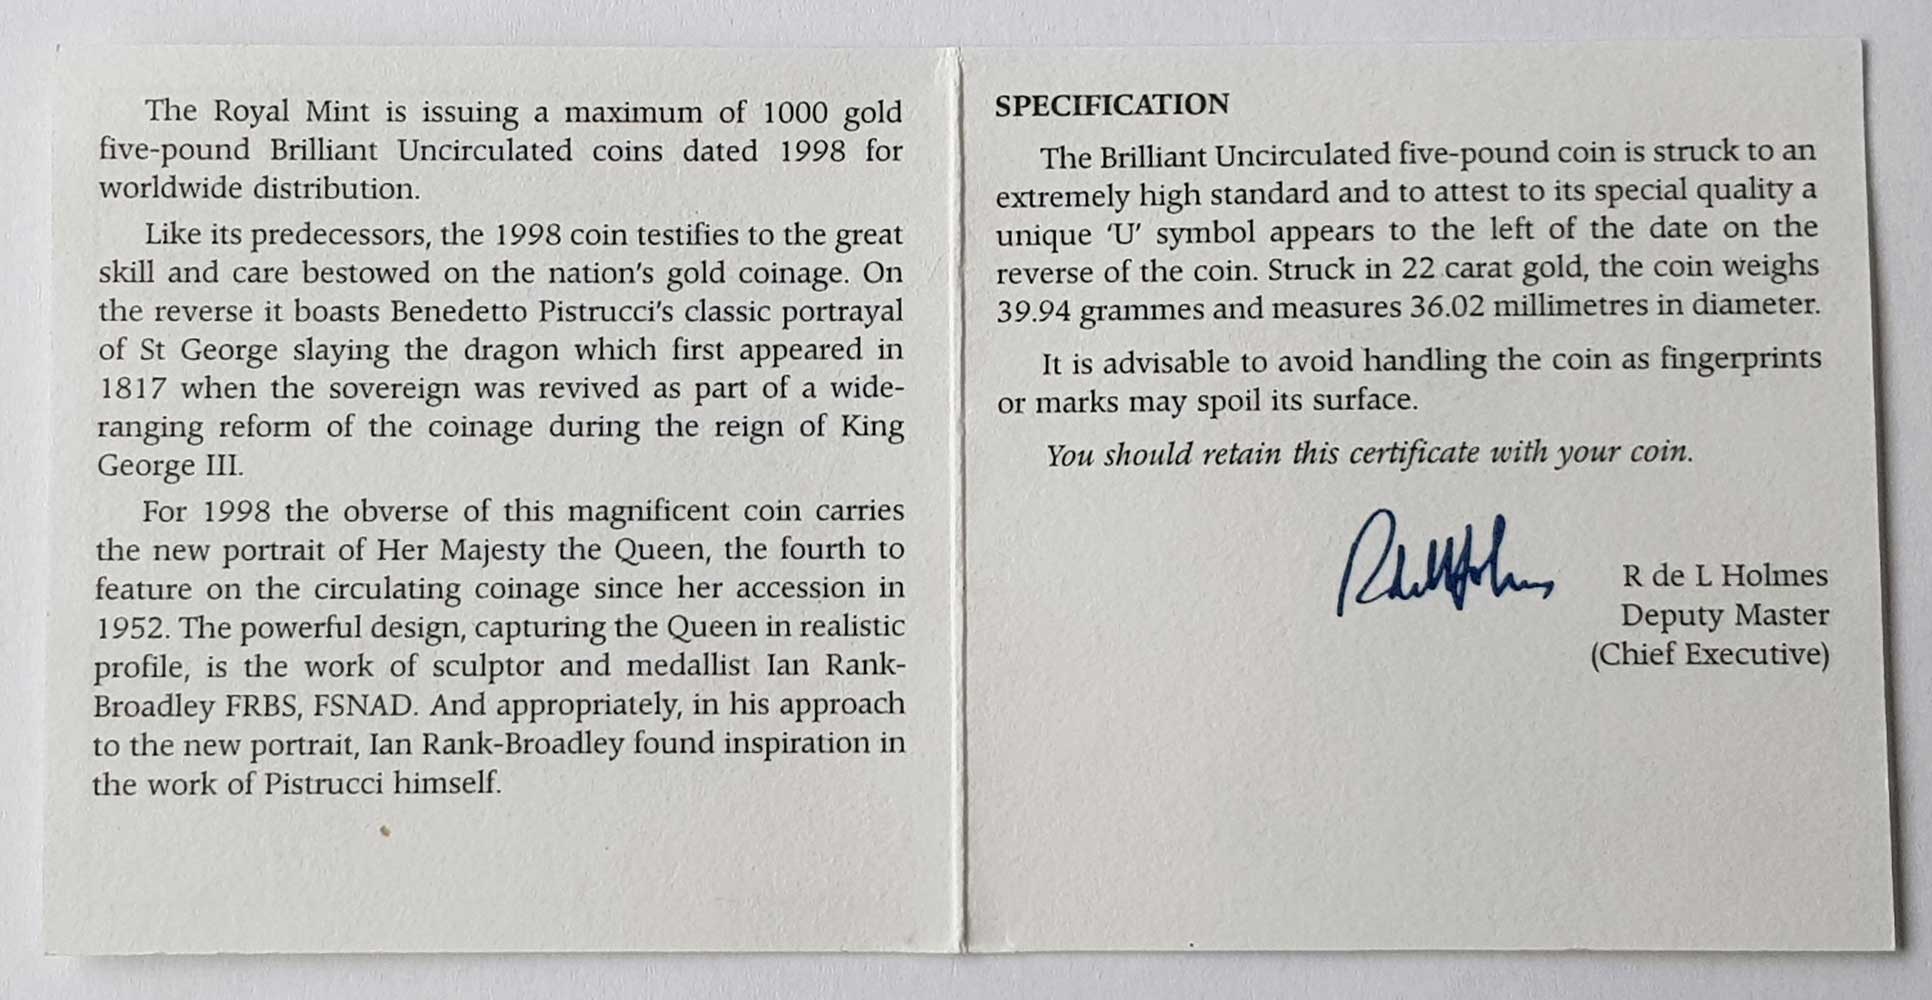 The Royal Mint is issuing a maximum of 1000 gold
five-pound Brilliant Uncirculated coins dated 1998 for
worldwide distribution.
Like its predecessors, the 1998 coin testifies to the great
skill and care bestowed on the nation's gold coinage. On
the reverse it boasts Benedetto Pistrucci's classic portrayal
of St George slaying the dragon which first appeared in
1817 when the sovereign was revived as part of a wide-
ranging reform of the coinage during the reign of King
George III.
For 1998 the obverse of this magnificent coin carries
the new portrait of Her Majesty the Queen, the fourth to
feature on the circulating coinage since her accession in
1952. The powerful design, capturing the Queen in realistic
profile, is the work of sculptor and medallist Ian Rank-
Broadley FRBS, FSNAD. And appropriately, in his approach
to the new portrait, Ian Rank-Broadley found inspiration in
the work of Pistrucci himself.
SPECIFICATION
The Brilliant Uncirculated five-pound coin is struck to an
extremely high standard and to attest to its special quality a
unique 'U' symbol appears to the left of the date on the
reverse of the coin. Struck in 22 carat gold, the coin weighs
39.94 grammes and measures 36.02 millimetres in diameter.
It is advisable to avoid handling the coin as fingerprints
or marks may spoil its surface.
You should retain this certificate with your coin.
R de L Holmes
Deputy Master
(Chief Executive)